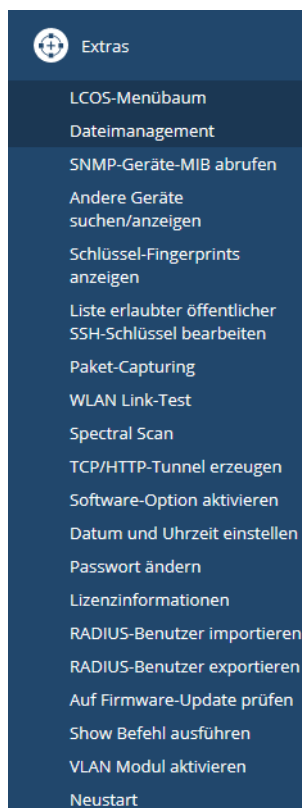 Extras
LCOS-Menübaum
Dateimanagement
SNMP-Geräte-MIB abrufen
Andere Geräte
suchen/anzeigen
Schlüssel-Fingerprints
anzeigen
Liste erlaubter öffentlicher
SSH-Schlüssel bearbeiten
Paket-Capturing
WLAN Link-Test
Spectral Scan
TCP/HTTP-Tunnel erzeugen
Software-Option aktivieren
Datum und Uhrzeit einstellen
Passwort ändern
Lizenzinformationen
RADIUS-Benutzer importieren
RADIUS-Benutzer exportieren
Auf Firmware-Update prüfen
Show Befehl ausführen
VLAN Modul aktivieren
Neustart